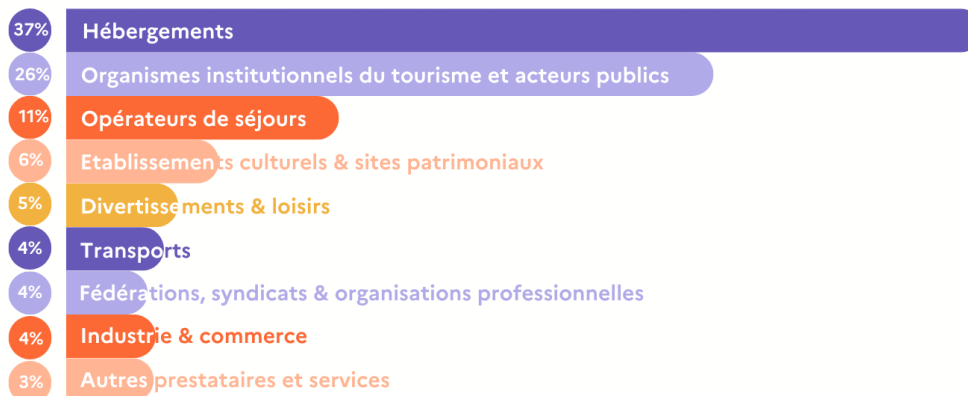 37% Hébergements
26% Organismes institutionnels du tourisme et acteurs publics
11% Opérateurs de séjours
6% Etablissements culturels & sites patrimoniaux
5% Divertissements & loisirs
4% Transports
4% Fédérations, syndicats & organisations professionnelles
4% Industrie & commerce
3% Autres prestataires et services